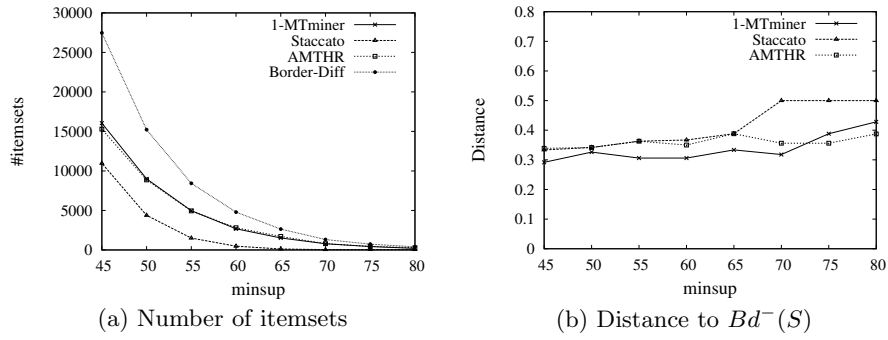 30000
25000
20000
15000
10000
5000
0
#itemsets
45 50 55 60 65 70 75 80
minsup
1-MTminer
Staccato
AMTHR
Border-Diff
(a) Number of itemsets
0.8
0.7
0.6
0.5
0.4
0.3
0.2
0.1
0
Distance
45 50 55 60 65 70 75 80
minsup
1-MTminer
Staccato
AMTHR
(b) Distance to Bd⁻(S)